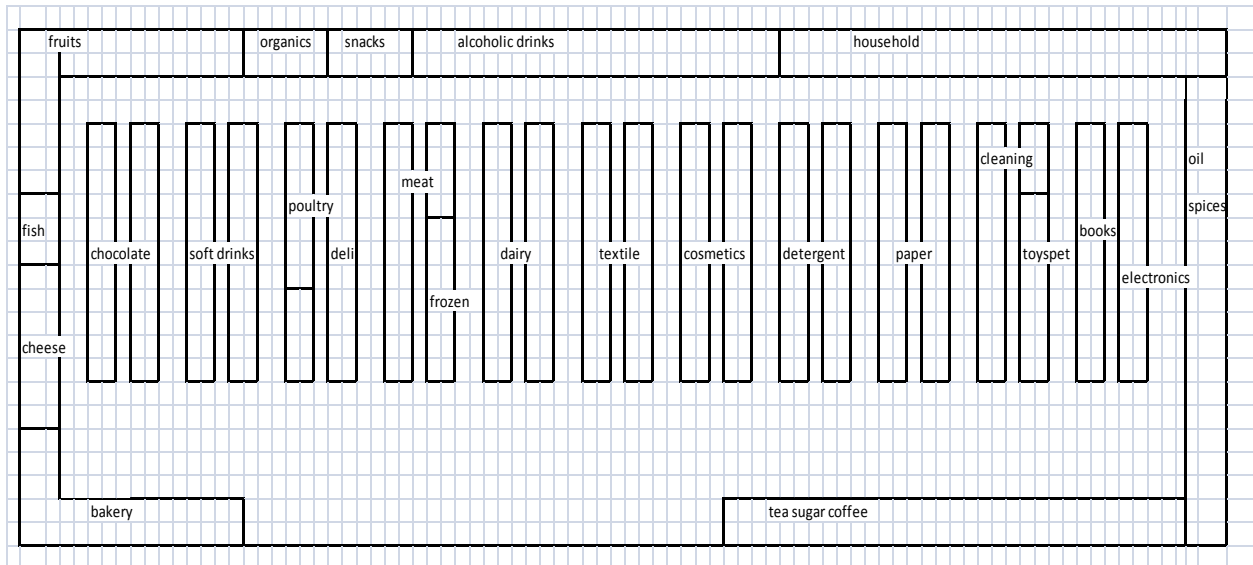 fruits
organics
snacks
alcoholic drinks
household
cleaning
oil
meat
poultry
spices
fish
books
chocolate
soft drinks
deli
dairy
textile
cosmetics
detergent
paper
toyspet
electronics
frozen
cheese
bakery
tea sugar coffee